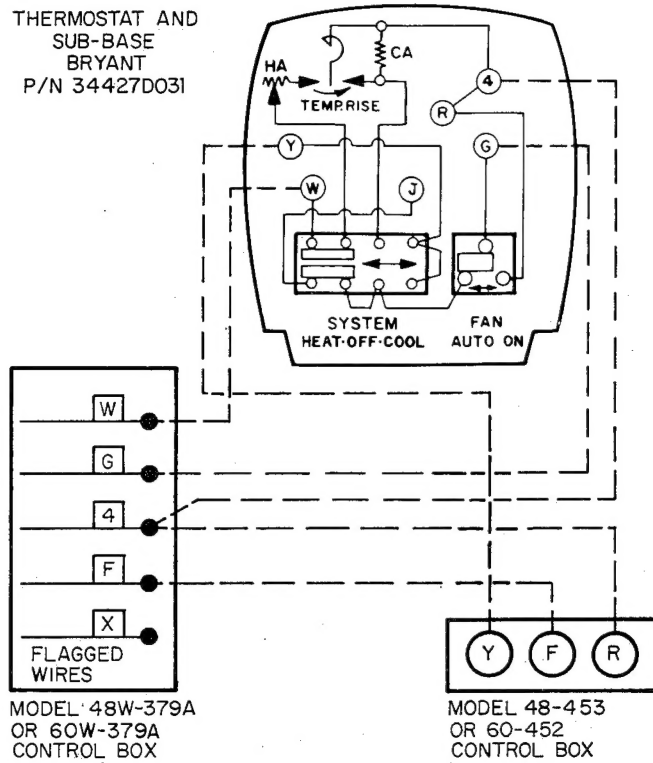 THERMOSTAT AND
SUB-BASE
BRYANT
P/N 34427D031
HA
CA
TEMP.RISE
4
R
Y
G
W
J
SYSTEM
HEAT-OFF-COOL
FAN
AUTO ON
W
G
4
F
X
FLAGGED
WIRES
MODEL 48W-379A
OR 60W-379A
CONTROL BOX
Y
F
R
MODEL 48-453
OR 60-452
CONTROL BOX